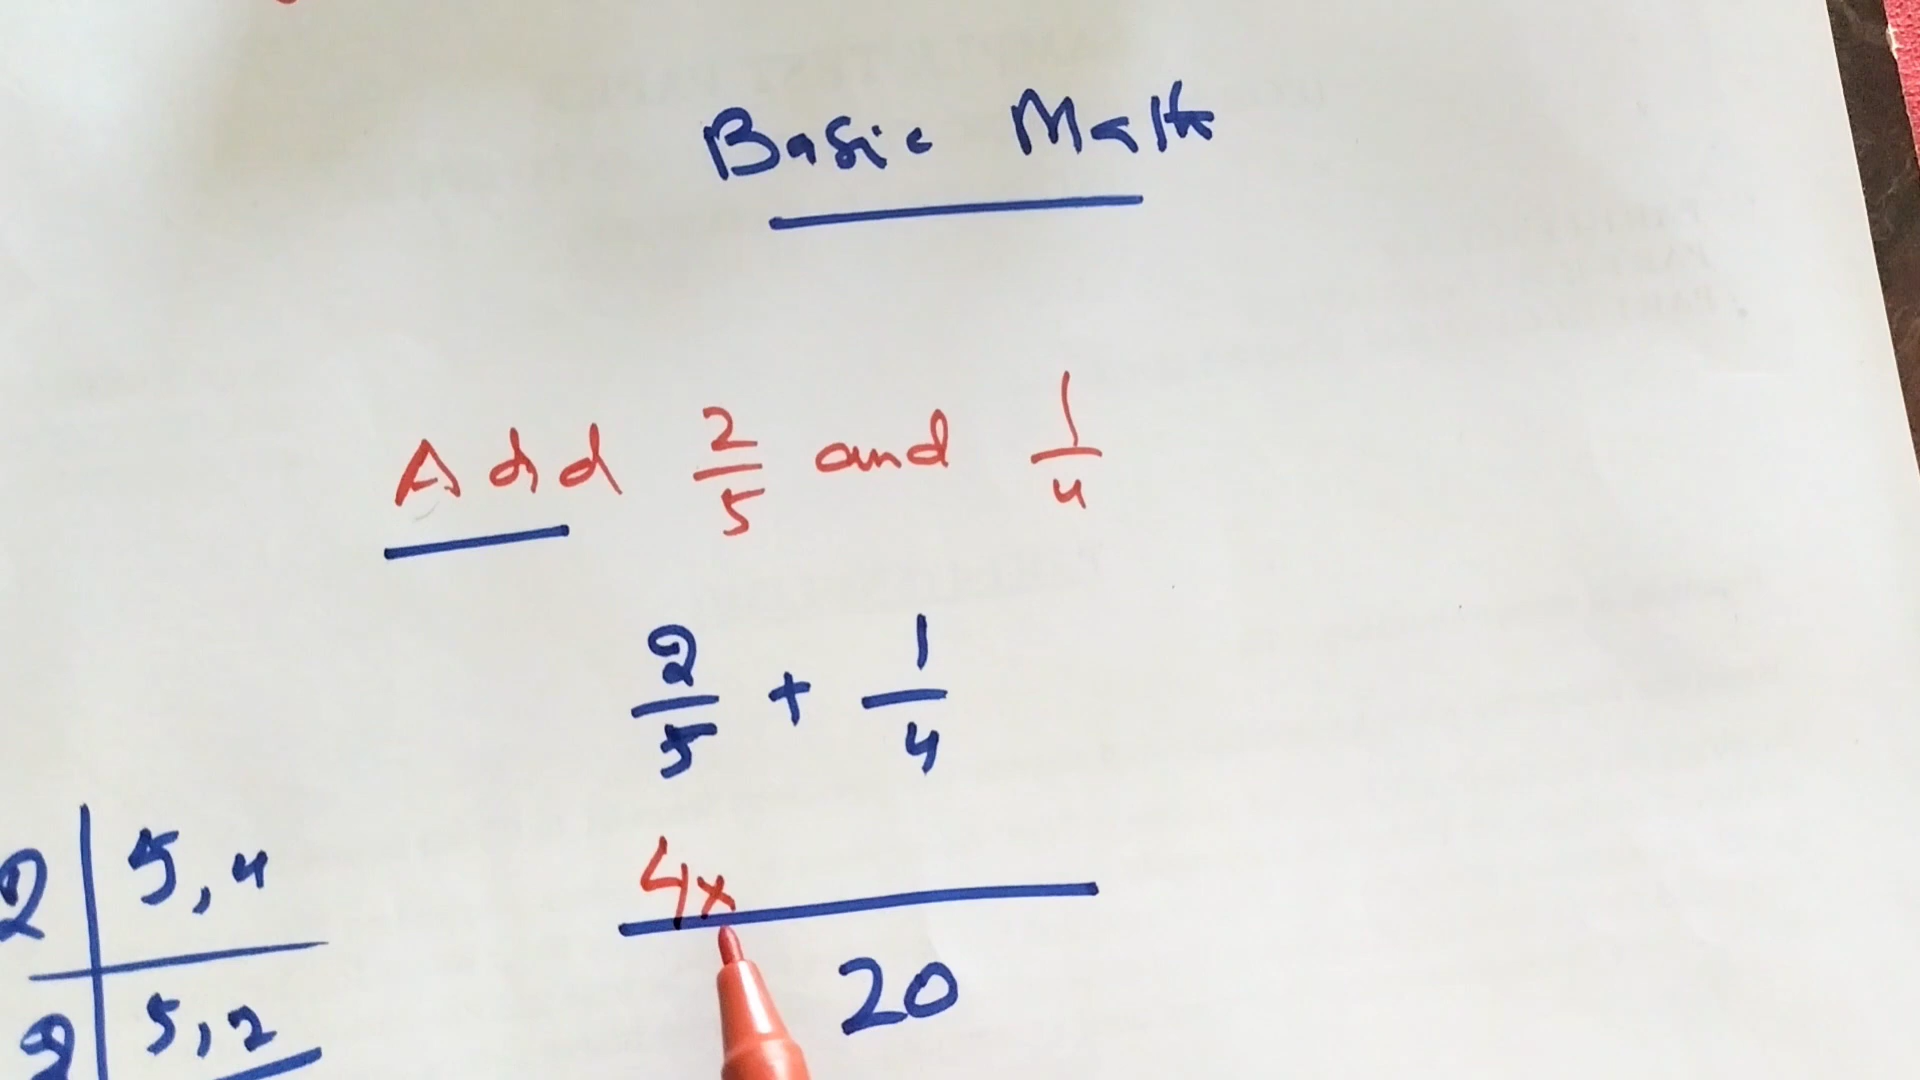 Basic Math
Add 2/5 and 1/4
2/5 + 1/4
4x
20
2 | 5, 4
2 | 5, 2